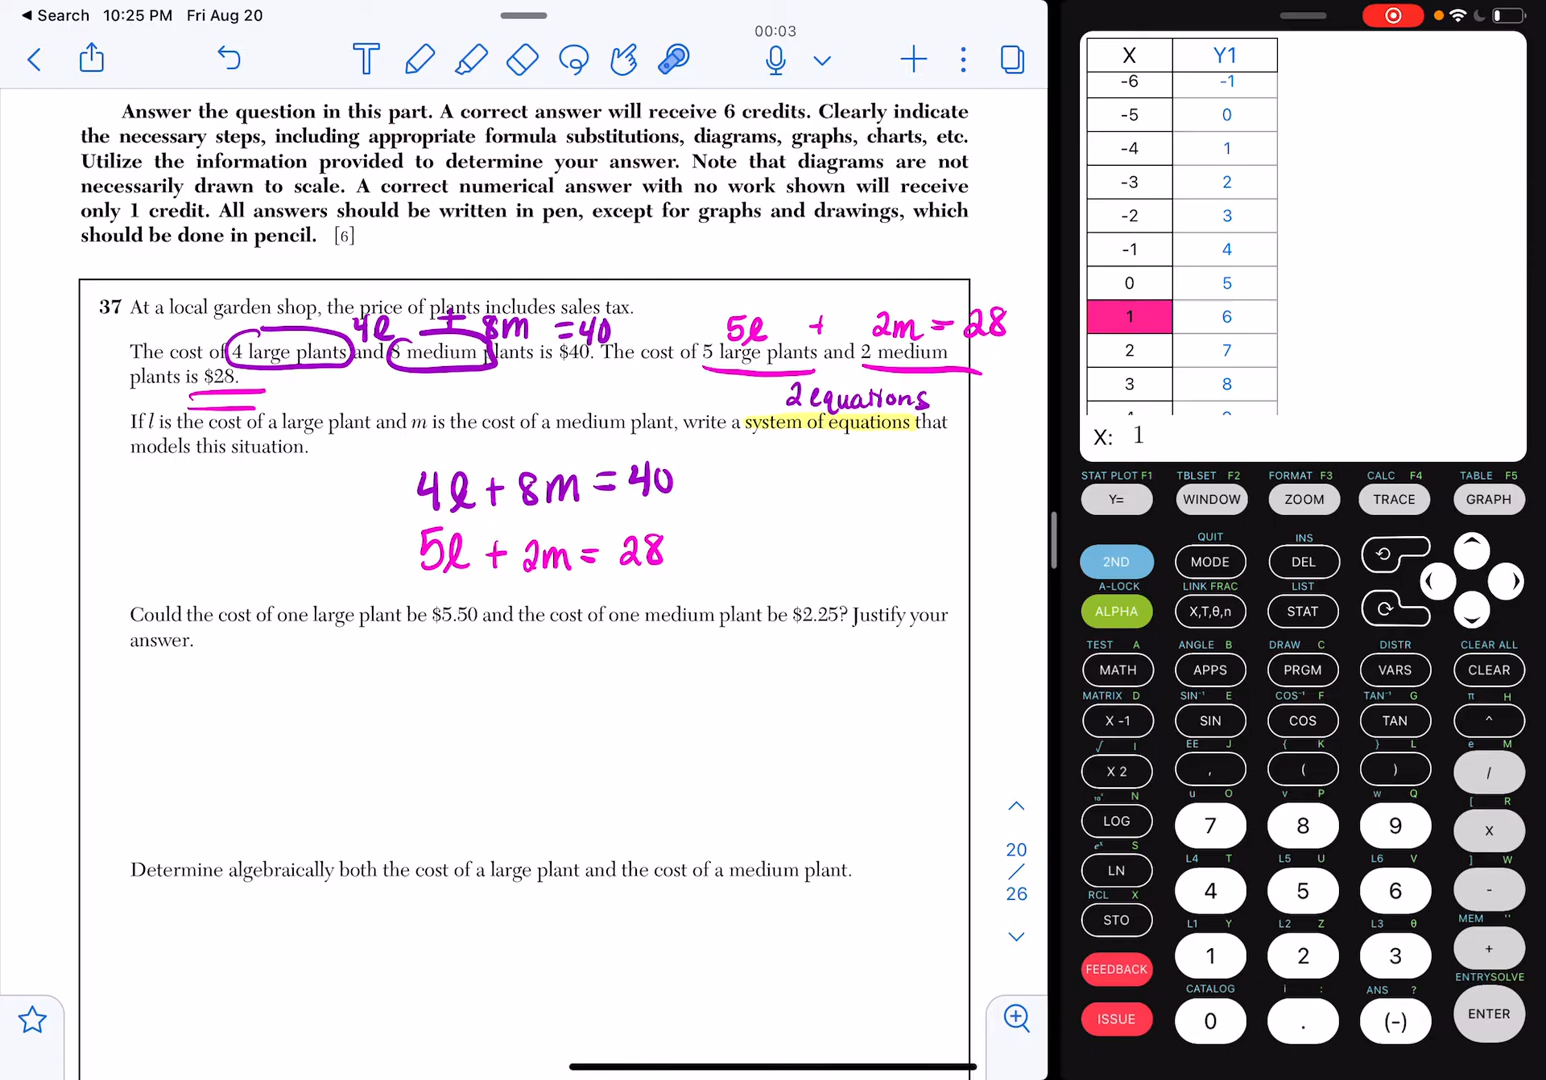 Search 10:25 PM Fri Aug 20
00:03
Answer the question in this part. A correct answer will receive 6 credits. Clearly indicate
the necessary steps, including appropriate formula substitutions, diagrams, graphs, charts, etc.
Utilize the information provided to determine your answer. Note that diagrams are not
necessarily drawn to scale. A correct numerical answer with no work shown will receive
only 1 credit. All answers should be written in pen, except for graphs and drawings, which
should be done in pencil. [6]
37 At a local garden shop, the price of plants includes sales tax.
4l + 8m = 40
5l + 2m = 28
The cost of 4 large plants and 8 medium plants is $40. The cost of 5 large plants and 2 medium
plants is $28.
2 equations
If l is the cost of a large plant and m is the cost of a medium plant, write a system of equations that
models this situation.
4l + 8m = 40
5l + 2m = 28
Could the cost of one large plant be $5.50 and the cost of one medium plant be $2.25? Justify your
answer.
Determine algebraically both the cost of a large plant and the cost of a medium plant.
20
/
26
X Y1
-6 -1
-5 0
-4 1
-3 2
-2 3
-1 4
0 5
1 6
2 7
3 8
X: 1
STAT PLOT F1 TBLSET F2 FORMAT F3 CALC F4 TABLE F5
Y= WINDOW ZOOM TRACE GRAPH
QUIT INS
2ND MODE DEL
A-LOCK LINK FRAC LIST
ALPHA X,T,θ,n STAT
TEST A ANGLE B DRAW C DISTR CLEAR ALL
MATH APPS PRGM VARS CLEAR
MATRIX D SIN⁻¹ E COS⁻¹ F TAN⁻¹ G π H
X -1 SIN COS TAN ^
√ I EE J { K } L e M
X 2 , ( ) /
10ˣ N u O v P w Q [ R
LOG 7 8 9 x
eˣ S L4 T L5 U L6 V ] W
LN 4 5 6 -
RCL X L1 Y L2 Z L3 θ MEM "
STO 1 2 3 +
FEEDBACK
CATALOG i : ANS ? ENTRYSOLVE
ISSUE 0 . (-) ENTER